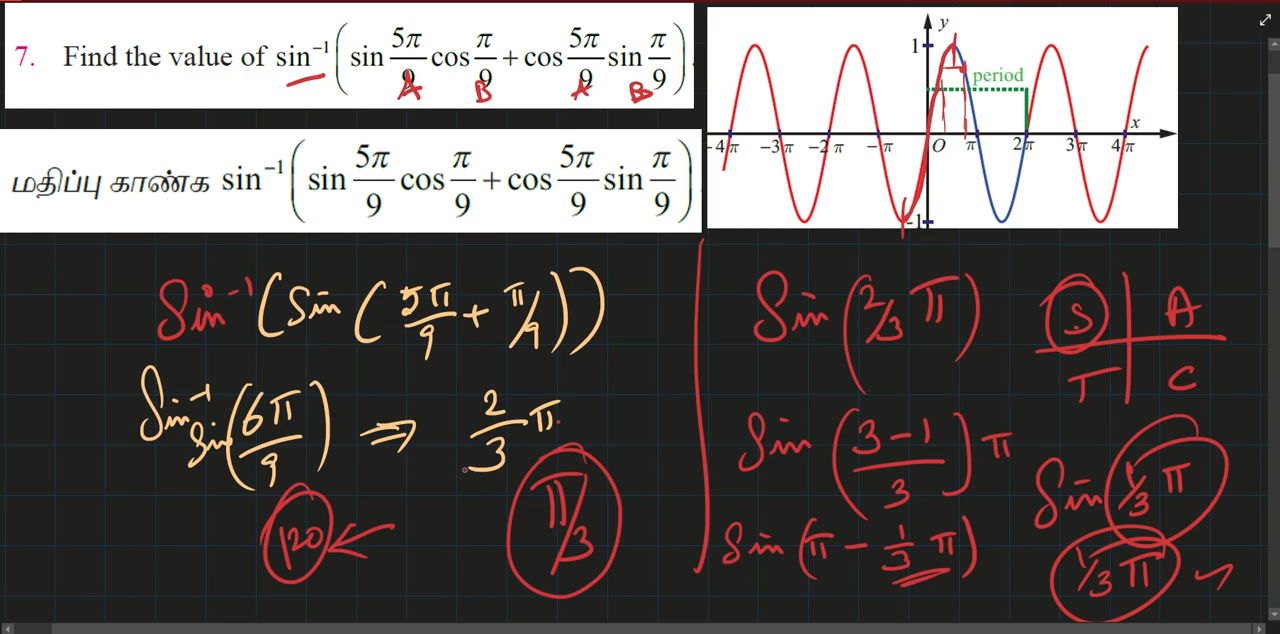 7. Find the value of sin⁻¹(sin 5π/9 cos π/9 + cos 5π/9 sin π/9).
A B A B
மதிப்பு காண்க sin⁻¹(sin 5π/9 cos π/9 + cos 5π/9 sin π/9)
y
1
period
-4π -3π -2π -π O π 2π 3π 4π x
-1
Sin⁻¹(Sin(5π/9 + π/9))
Sin⁻¹ Sin(6π/9) ⇒ 2/3 π
120 π/3
Sin(2/3 π)
S A
T C
Sin((3-1)/3)π
Sin(π - 1/3 π)
Sin 1/3 π
1/3 π